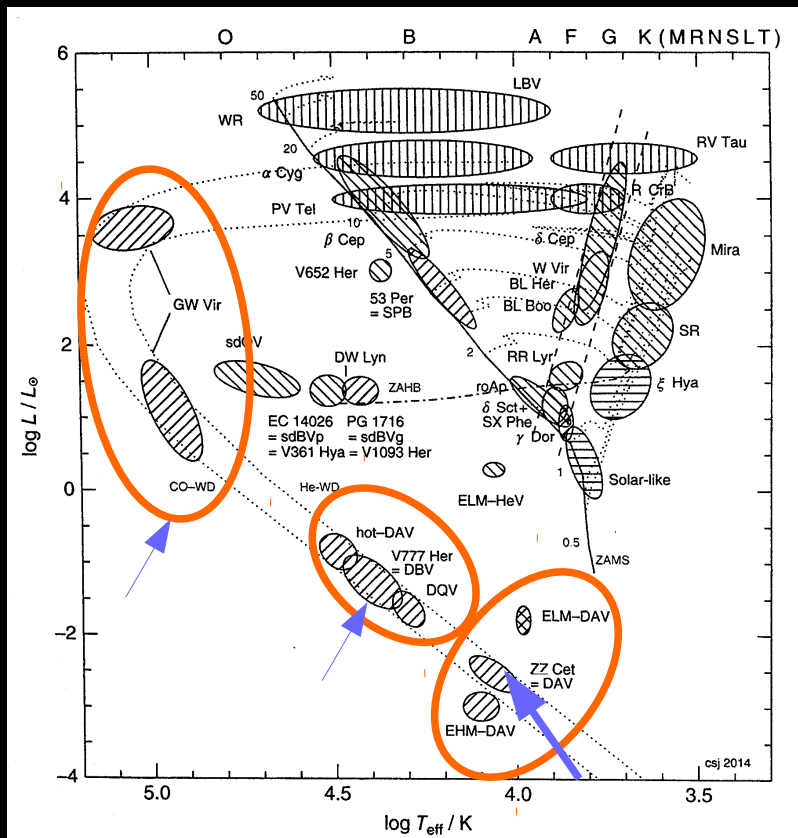 O B A F G K (MRNSLT)
6
50
LBV
WR
20
RV Tau
α Cyg
R CrB
4
PV Tel
10
β Cep
δ Cep
Mira
5
W Vir
V652 Her
BL Her
GW Vir
53 Per
= SPB
BL Boo
SR
sdOV
2
2
DW Lyn
RR Lyr
ZAHB
roAp
ξ Hya
δ Sct+
SX Phe
EC 14026
= sdBVp
= V361 Hya
PG 1716
= sdBVg
= V1093 Her
γ Dor
1
Solar-like
log L / L⊙
0
CO–WD
He-WD
ELM–HeV
hot–DAV
0.5
V777 Her
= DBV
ZAMS
DQV
−2
ELM–DAV
ZZ Cet
= DAV
EHM–DAV
csj 2014
−4
5.0
4.5
4.0
3.5
log Teff / K